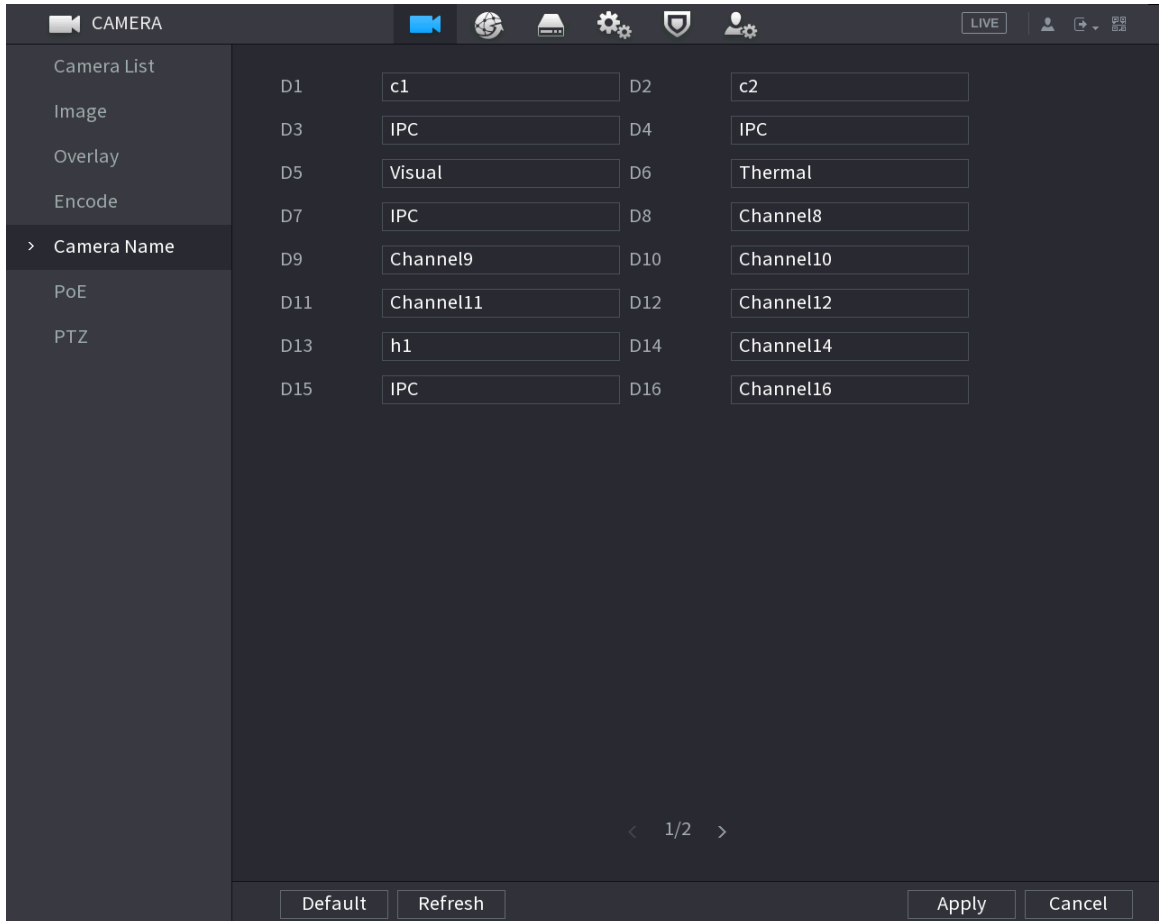 CAMERA LIVE
Camera List
Image
Overlay
Encode
Camera Name
PoE
PTZ
D1 c1 D2 c2
D3 IPC D4 IPC
D5 Visual D6 Thermal
D7 IPC D8 Channel8
D9 Channel9 D10 Channel10
D11 Channel11 D12 Channel12
D13 h1 D14 Channel14
D15 IPC D16 Channel16
< 1/2 >
Default Refresh Apply Cancel